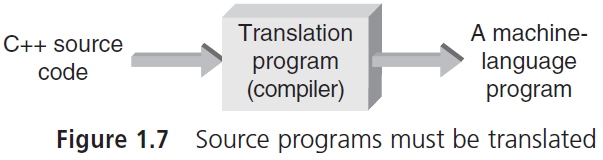 C++ source
code
Translation
program
(compiler)
A machine-
language
program
Figure 1.7 Source programs must be translated